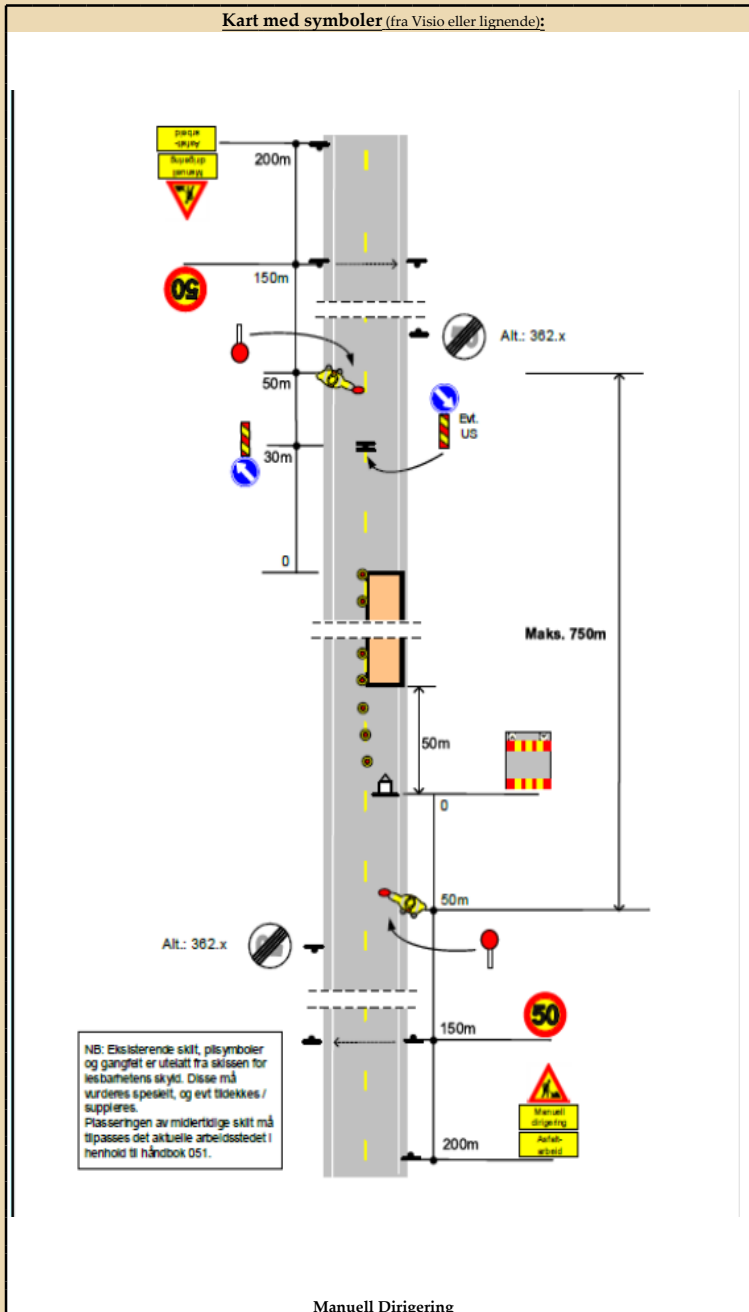 Kart med symboler (fra Visio eller lignende):
Asfalt-
arbeid
Manuell
dirigering
200m
50
150m
Alt.: 362.x
50m
Evt.
US
30m
0
Maks. 750m
50m
0
50m
Alt.: 362.x
50
150m
NB: Eksisterende skilt, pilsymboler
og gangfelt er utelatt fra skissen for
lesbarhetens skyld. Disse må
vurderes spesielt, og evt tildekkes /
suppleres.
Plasseringen av midlertidige skilt må
tilpasses det aktuelle arbeidsstedet i
henhold til håndbok 051.
Manuell
dirigering
Asfalt-
arbeid
200m
Manuell Dirigering